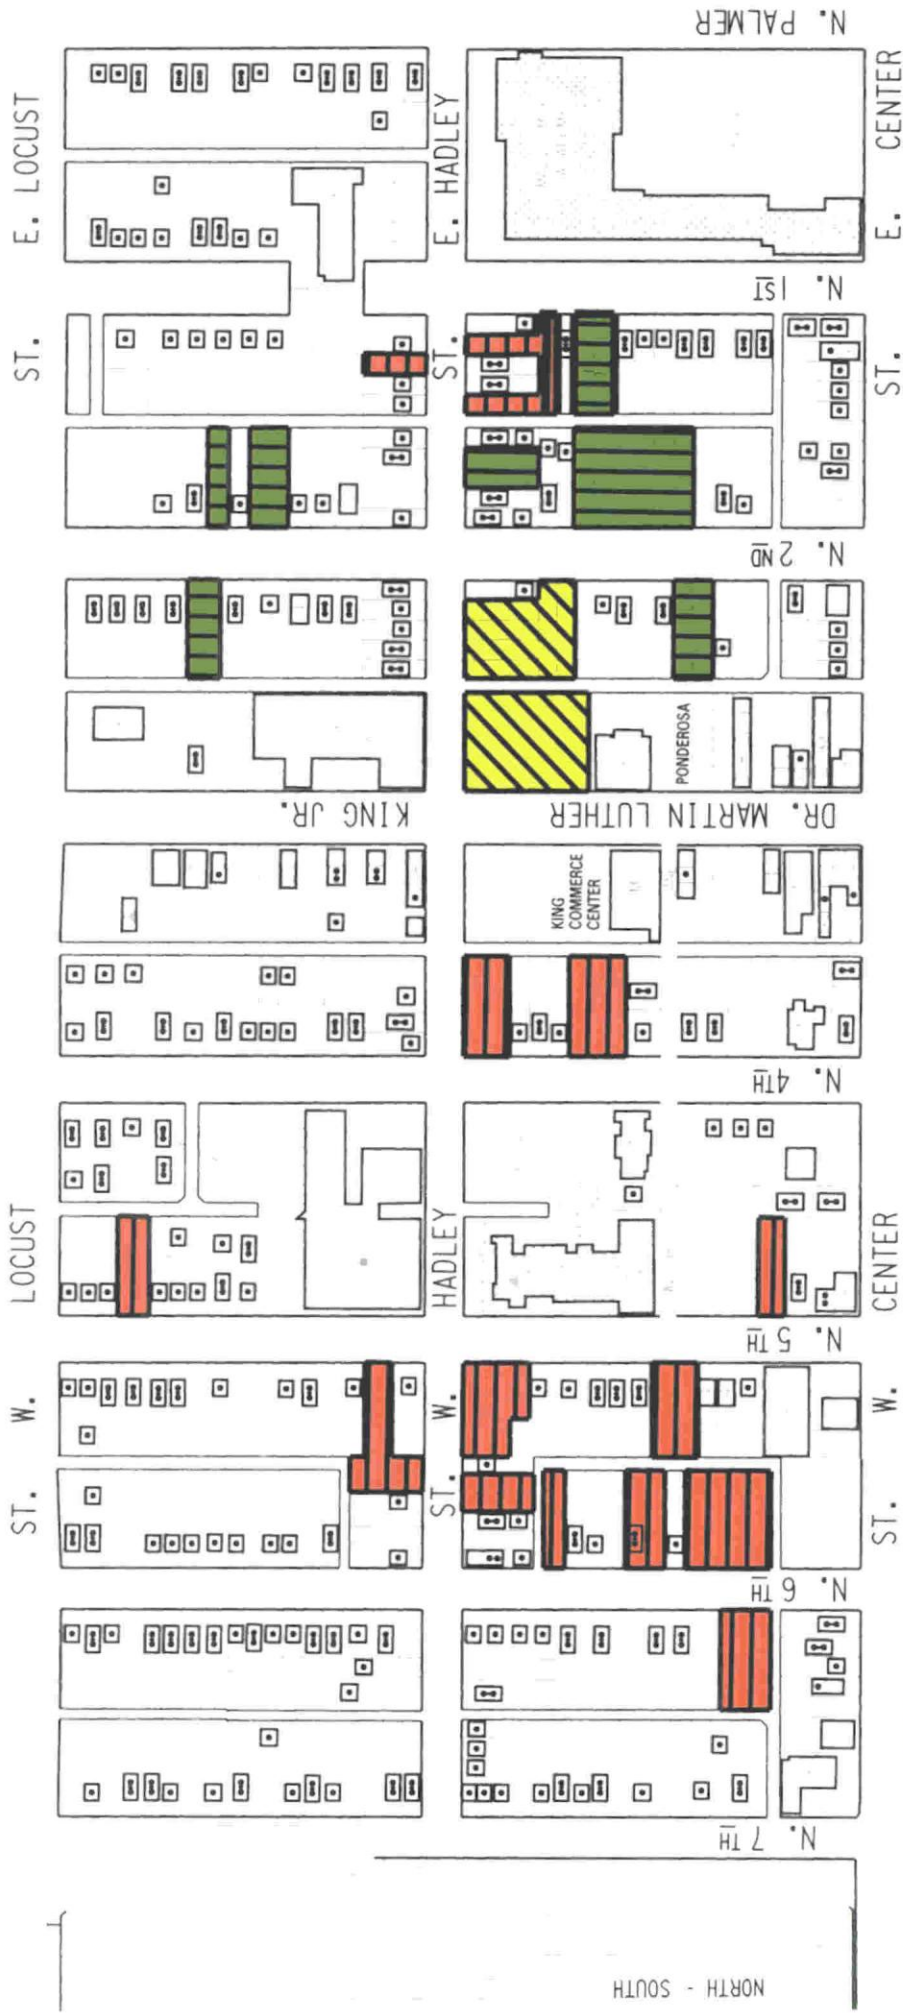 N. PALMER
E. LOCUST
E. HADLEY
E. CENTER
N. 1ST
ST.
ST.
ST.
N. 2ND
PONDEROSA
KING JR.
DR. MARTIN LUTHER
KING
COMMERCE
CENTER
N. 4TH
LOCUST
HADLEY
CENTER
N. 5TH
W.
W.
W.
ST.
ST.
ST.
N. 6TH
N. 7TH
NORTH - SOUTH